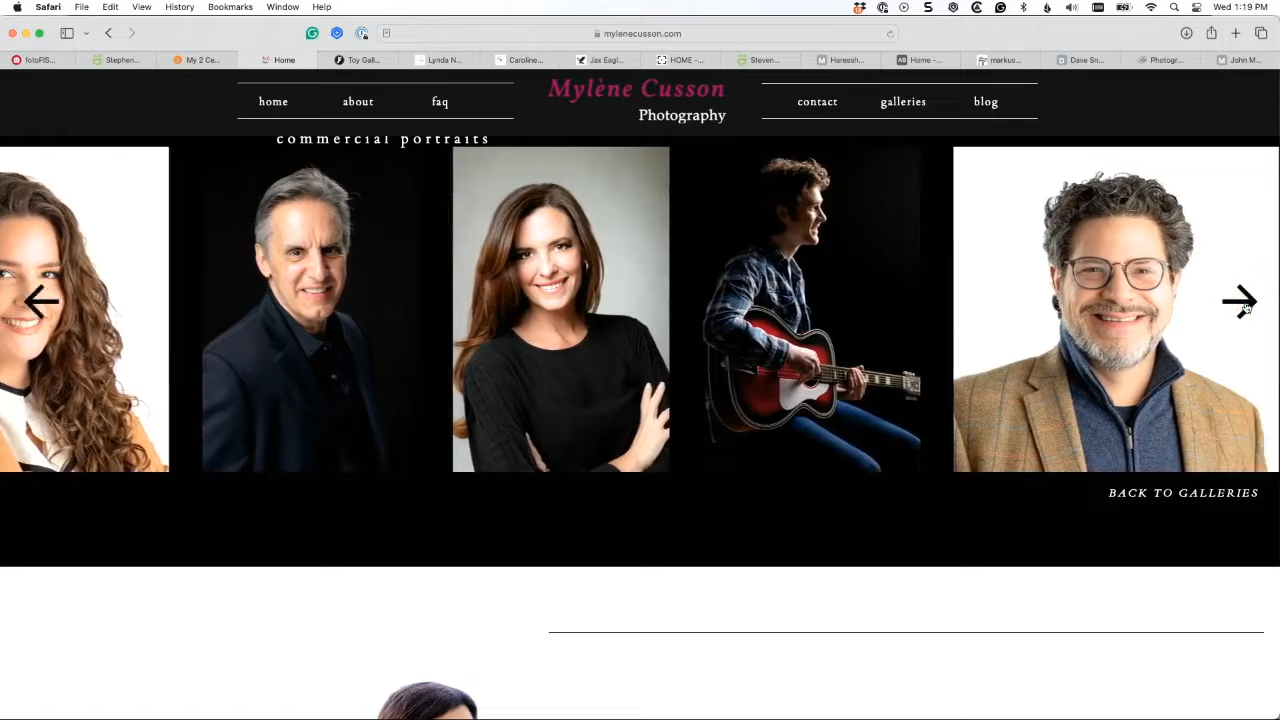 Safari File Edit View History Bookmarks Window Help Wed 1:19 PM
mylenecusson.com
fotoFIS... Stephen... My 2 Ce... Home Toy Gall... Lynda N... Caroline... Jax Eagl... HOME -... Steven... Haressh... Home -... markus... Dave Sn... Photogr... John M...
home about faq
Mylène Cusson
Photography
contact galleries blog
commercial portraits
BACK TO GALLERIES